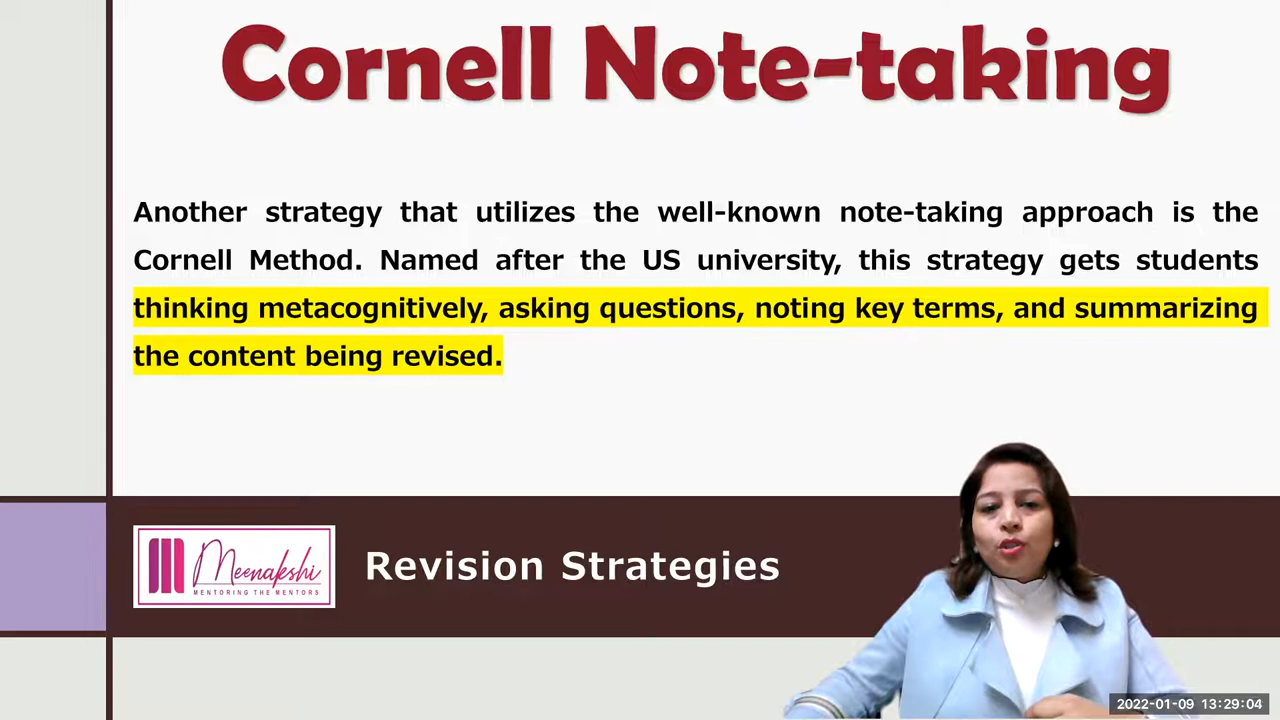 Cornell Note-taking
Another strategy that utilizes the well-known note-taking approach is the
Cornell Method. Named after the US university, this strategy gets students
thinking metacognitively, asking questions, noting key terms, and summarizing
the content being revised.
Meenakshi
MENTORING THE MENTORS
Revision Strategies
2022-01-09 13:29:04